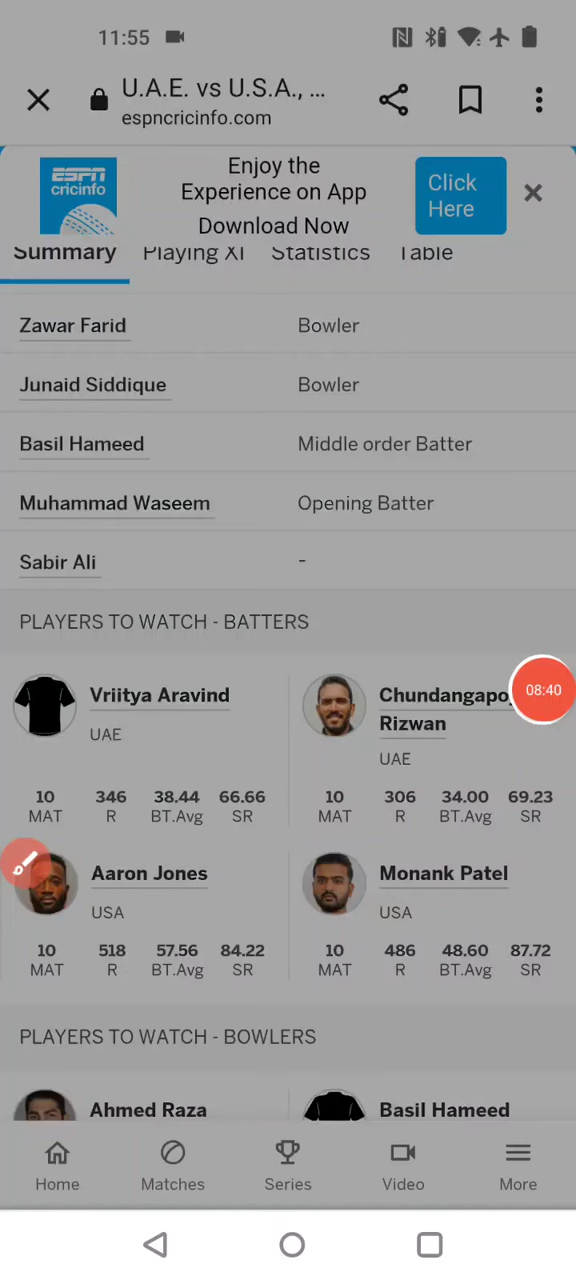 11:55
U.A.E. vs U.S.A., ...
espncricinfo.com
ESPN
cricinfo
Enjoy the
Experience on App
Download Now
Click
Here
Summary Playing XI Statistics Table
Zawar Farid Bowler
Junaid Siddique Bowler
Basil Hameed Middle order Batter
Muhammad Waseem Opening Batter
Sabir Ali -
PLAYERS TO WATCH - BATTERS
Vriitya Aravind
UAE
10 346 38.44 66.66
MAT R BT.Avg SR
Chundangapo
Rizwan
UAE
10 306 34.00 69.23
MAT R BT.Avg SR
08:40
Aaron Jones
USA
10 518 57.56 84.22
MAT R BT.Avg SR
Monank Patel
USA
10 486 48.60 87.72
MAT R BT.Avg SR
PLAYERS TO WATCH - BOWLERS
Ahmed Raza Basil Hameed
Home Matches Series Video More